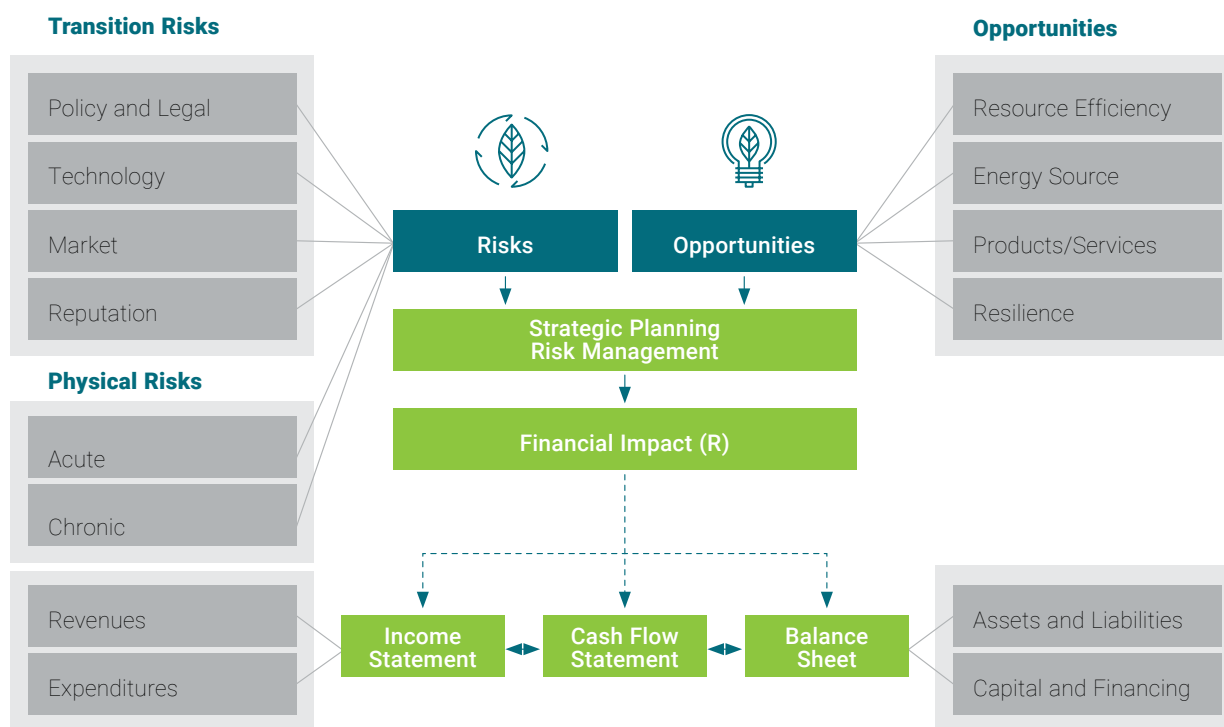 Transition Risks
Policy and Legal
Technology
Market
Reputation
Physical Risks
Acute
Chronic
Revenues
Expenditures
Risks
Opportunities
Strategic Planning
Risk Management
Financial Impact (R)
Income
Statement
Cash Flow
Statement
Balance
Sheet
Opportunities
Resource Efficiency
Energy Source
Products/Services
Resilience
Assets and Liabilities
Capital and Financing